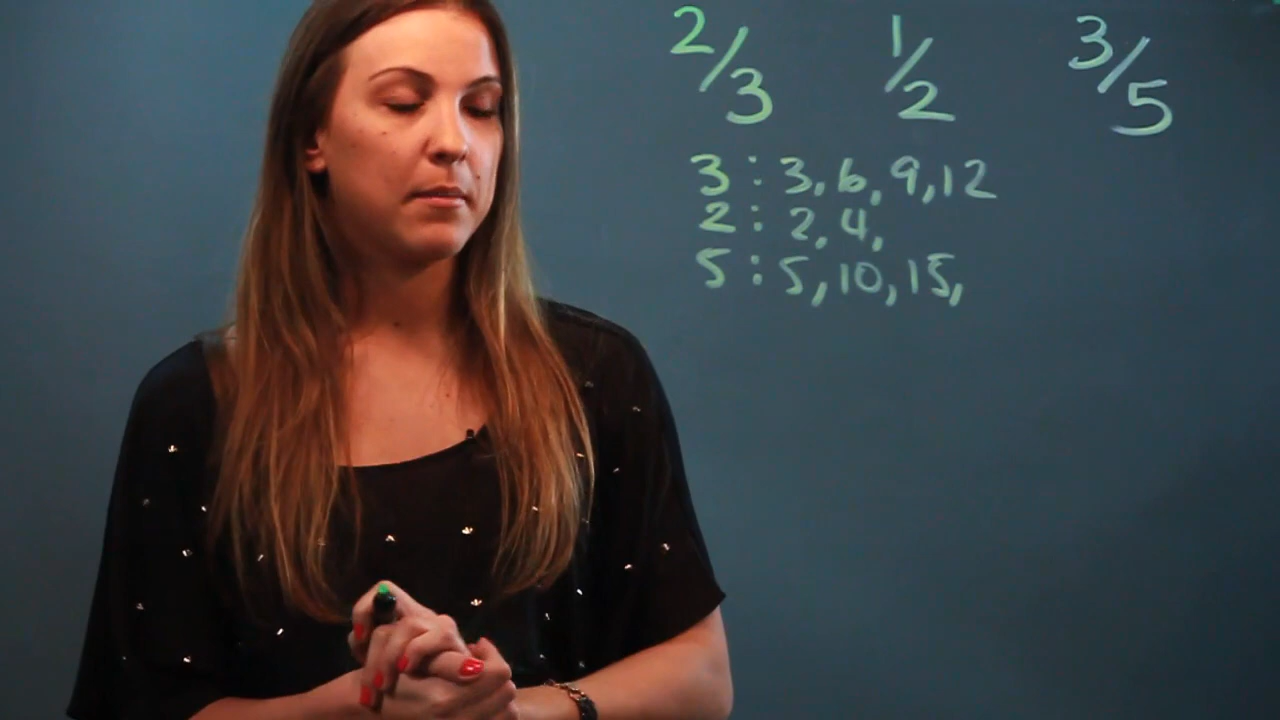 2/3 1/2 3/5
3: 3, 6, 9, 12
2: 2, 4,
5: 5, 10, 15,